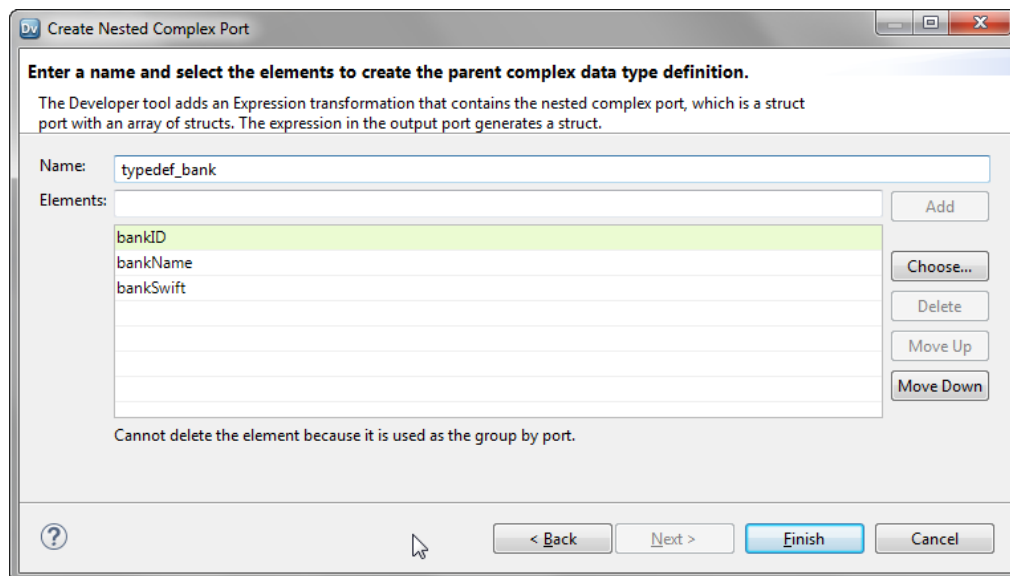 Dv Create Nested Complex Port
Enter a name and select the elements to create the parent complex data type definition.
The Developer tool adds an Expression transformation that contains the nested complex port, which is a struct
port with an array of structs. The expression in the output port generates a struct.
Name: typedef_bank
Elements: Add
bankID
bankName
Choose...
bankSwift
Delete
Move Up
Move Down
Cannot delete the element because it is used as the group by port.
? < Back Next > Finish Cancel